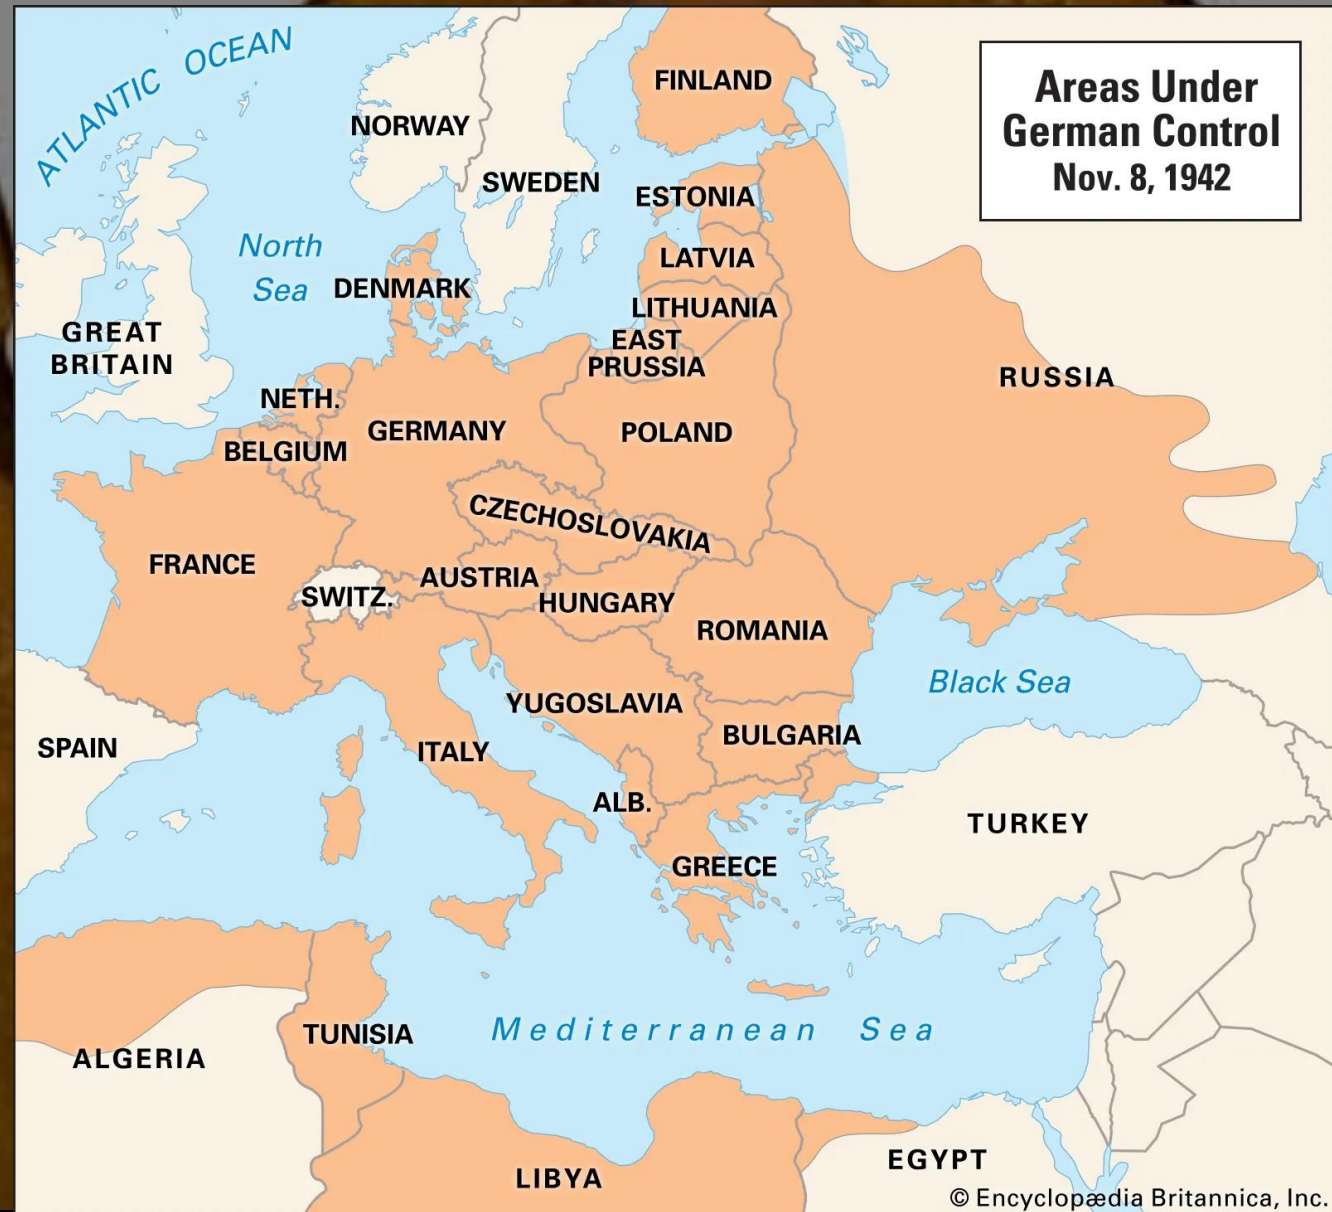 Areas Under
German Control
Nov. 8, 1942
ATLANTIC OCEAN
FINLAND
NORWAY
SWEDEN
ESTONIA
North
Sea
LATVIA
DENMARK
LITHUANIA
GREAT
BRITAIN
EAST
PRUSSIA
RUSSIA
NETH.
GERMANY
POLAND
BELGIUM
CZECHOSLOVAKIA
FRANCE
AUSTRIA
SWITZ.
HUNGARY
ROMANIA
Black Sea
YUGOSLAVIA
BULGARIA
SPAIN
ITALY
ALB.
TURKEY
GREECE
Mediterranean Sea
TUNISIA
ALGERIA
EGYPT
LIBYA
© Encyclopædia Britannica, Inc.